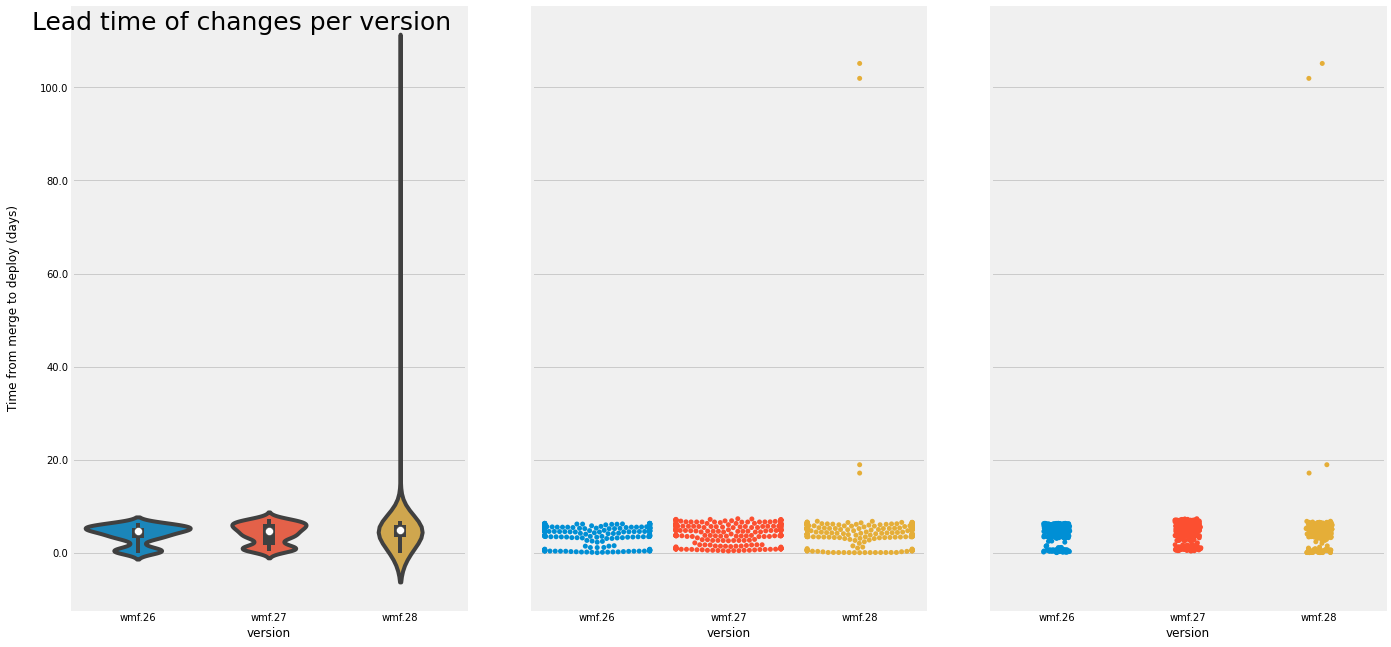 Lead time of changes per version
Time from merge to deploy (days)
100.0
80.0
60.0
40.0
20.0
0.0
wmf.26 wmf.27 wmf.28
version
wmf.26 wmf.27 wmf.28
version
wmf.26 wmf.27 wmf.28
version